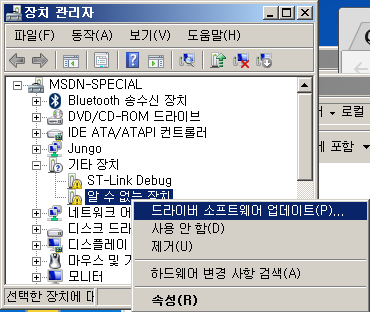 장치 관리자
파일(F) 동작(A) 보기(V) 도움말(H)
MSDN-SPECIAL
Bluetooth 송수신 장치
DVD/CD-ROM 드라이브
IDE ATA/ATAPI 컨트롤러
Jungo
기타 장치
ST-Link Debug
알 수 없는 장치
네트워크 어
디스크 드라
디스플레이
마우스 및 기
모니터
선택한 장치에 대
드라이버 소프트웨어 업데이트(P)...
사용 안 함(D)
제거(U)
하드웨어 변경 사항 검색(A)
속성(R)
로컬
에 포함